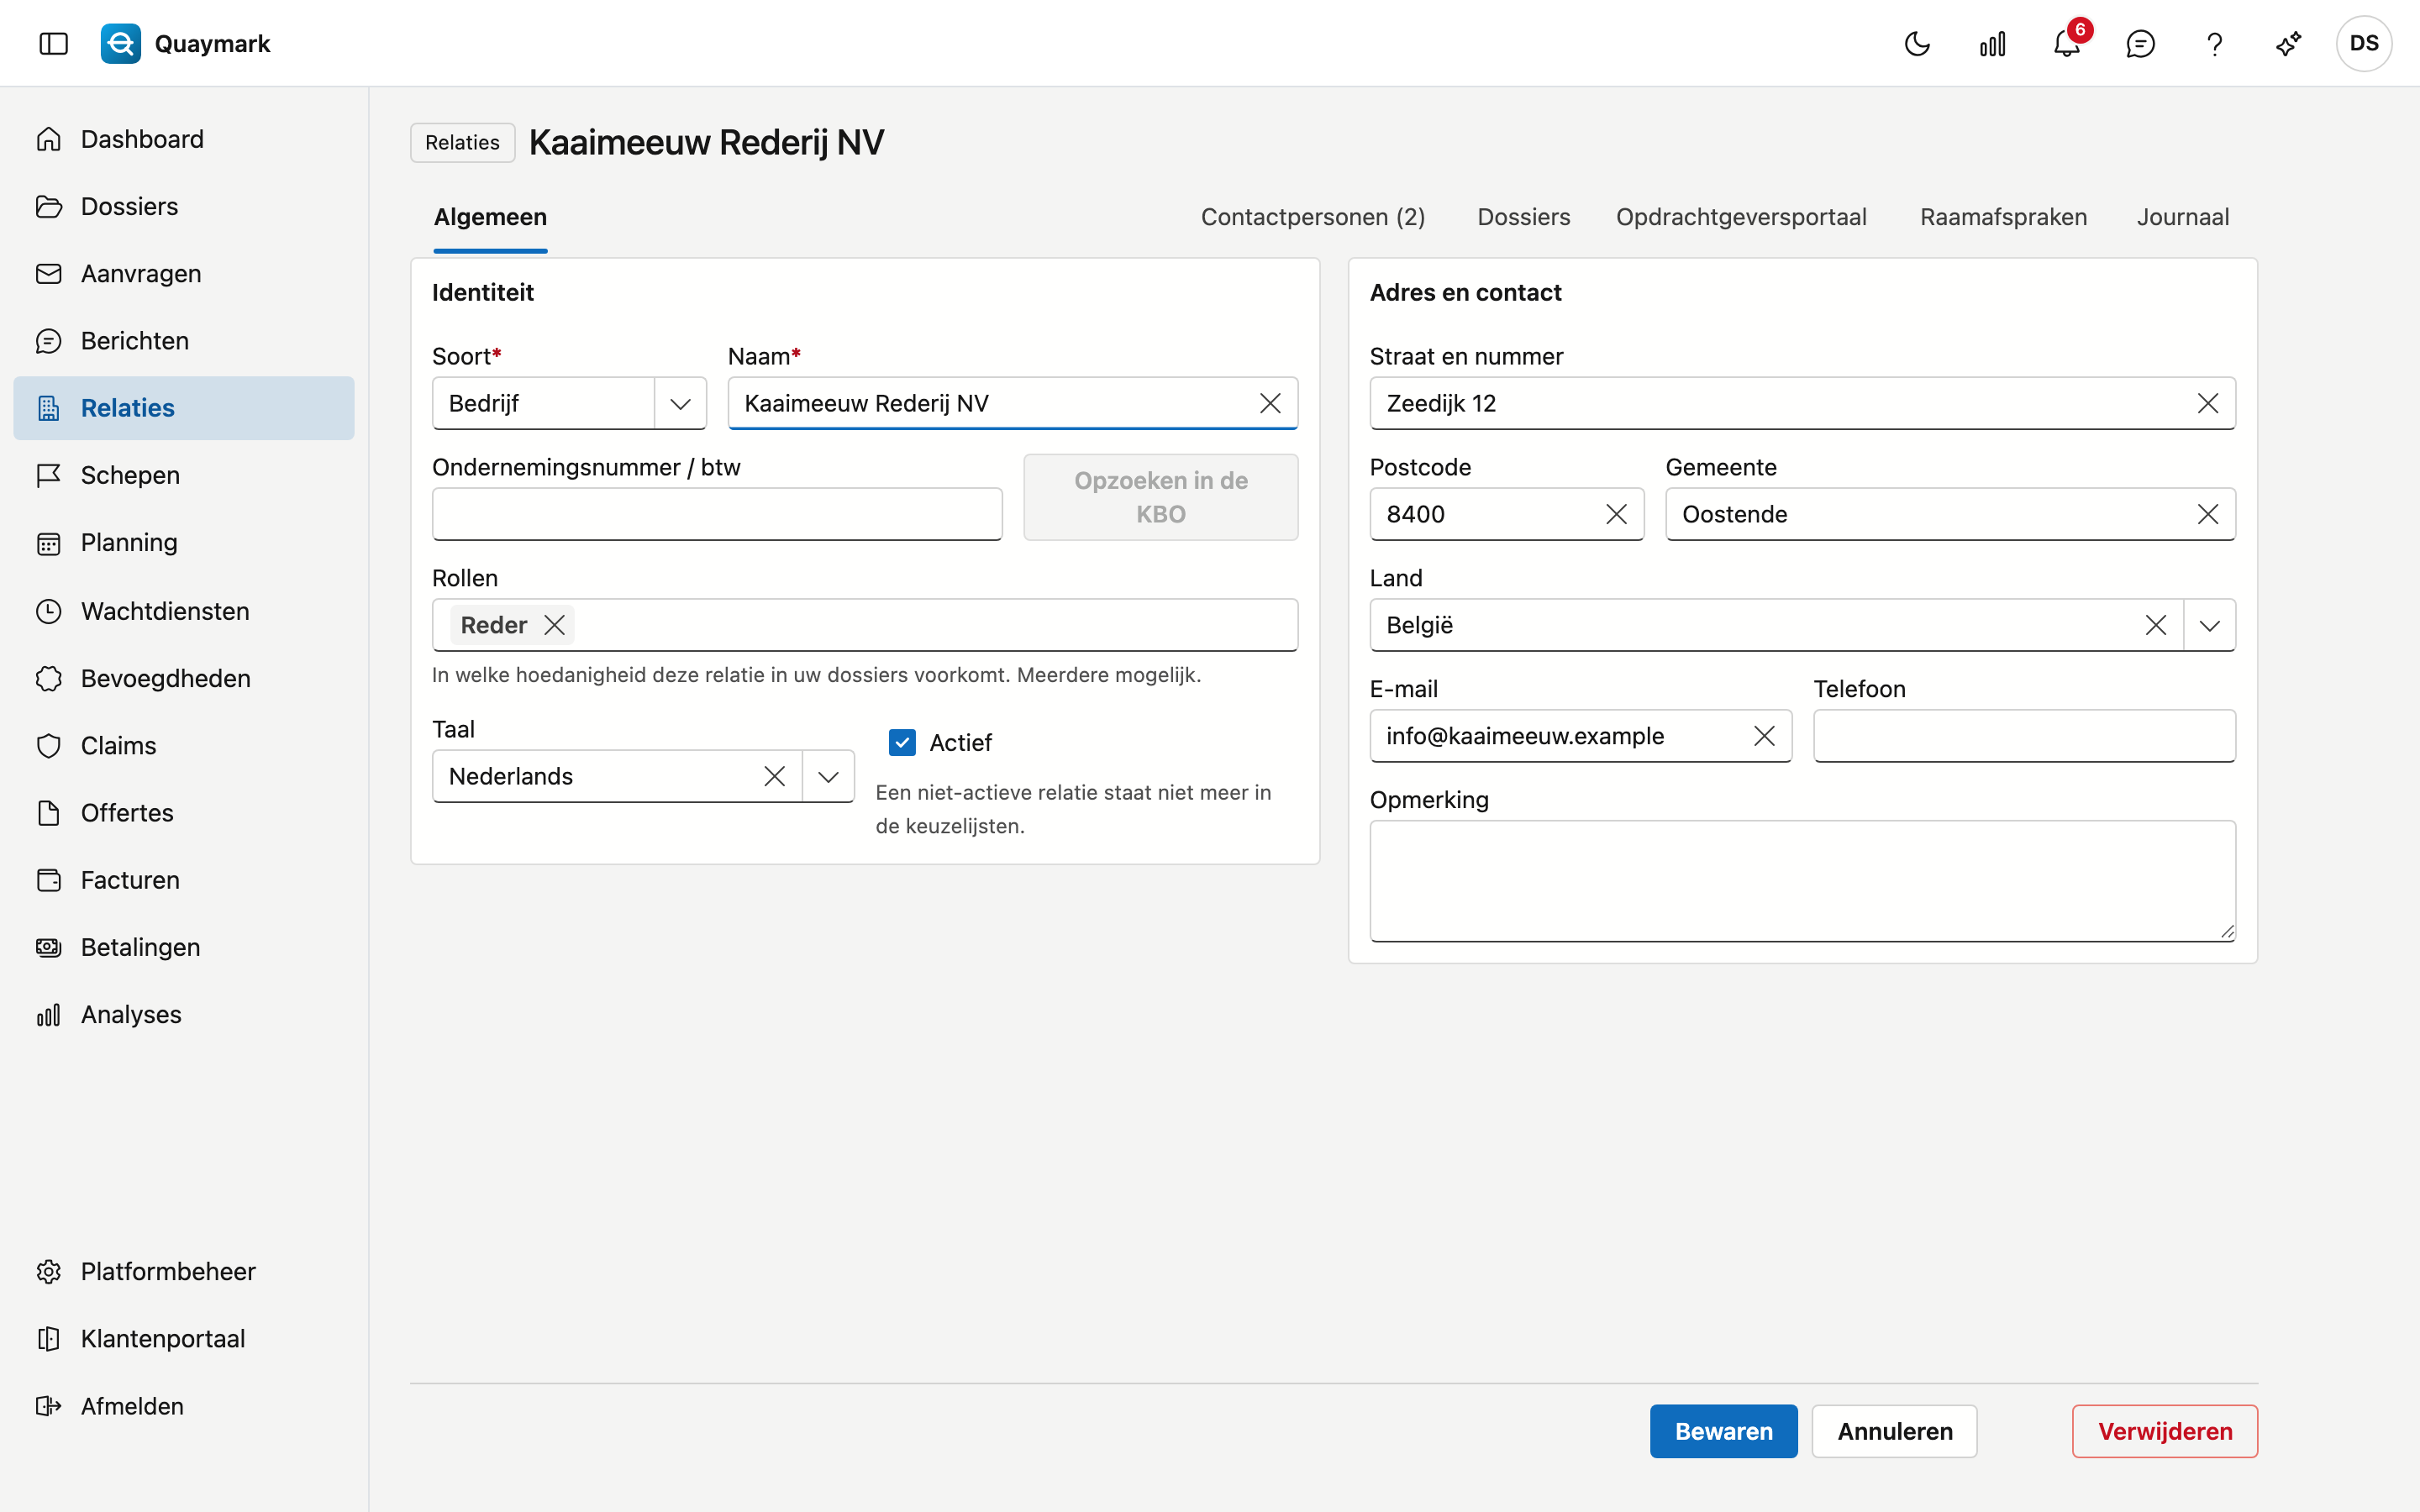 Quaymark
6
DS
Dashboard
Dossiers
Aanvragen
Berichten
Relaties
Schepen
Planning
Wachtdiensten
Bevoegdheden
Claims
Offertes
Facturen
Betalingen
Analyses
Platformbeheer
Klantenportaal
Afmelden
Relaties Kaaimeeuw Rederij NV
Algemeen Contactpersonen (2) Dossiers Opdrachtgeversportaal Raamafspraken Journaal
Identiteit
Soort* Naam*
Bedrijf Kaaimeeuw Rederij NV
Ondernemingsnummer / btw
Opzoeken in de
KBO
Rollen
Reder
In welke hoedanigheid deze relatie in uw dossiers voorkomt. Meerdere mogelijk.
Taal
Nederlands
Actief
Een niet-actieve relatie staat niet meer in
de keuzelijsten.
Adres en contact
Straat en nummer
Zeedijk 12
Postcode Gemeente
8400 Oostende
Land
België
E-mail Telefoon
info@kaaimeeuw.example
Opmerking
Bewaren Annuleren Verwijderen